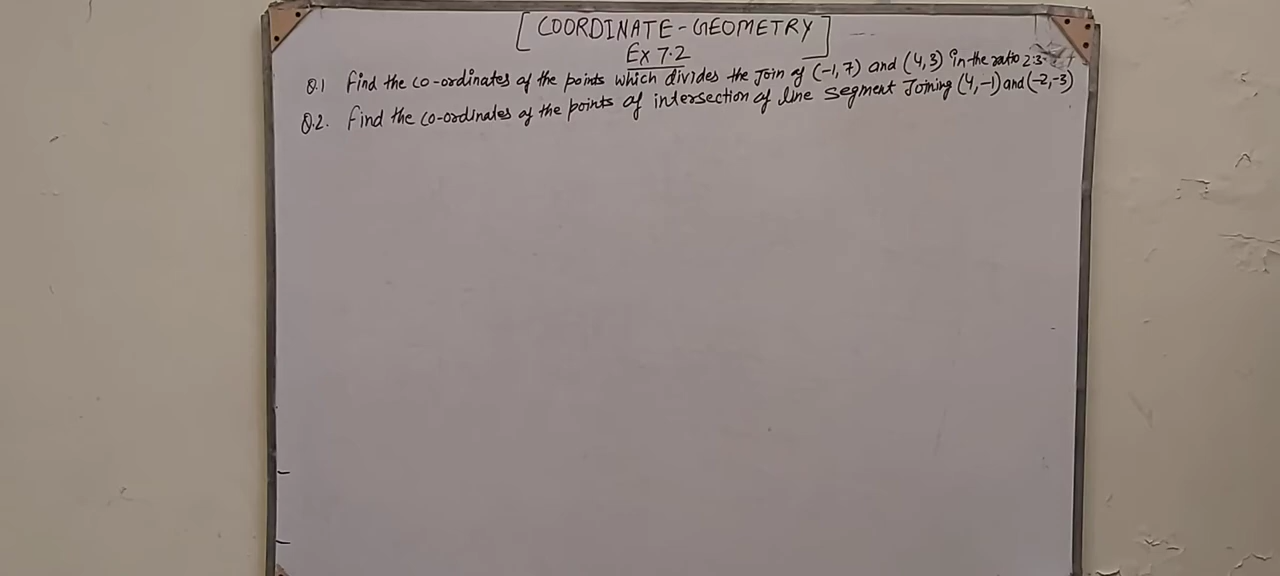 [COORDINATE-GEOMETRY]
Ex 7.2
Q.1 Find the co-ordinates of the points which divides the Join of (-1,7) and (4,3) in the ratio 2:3.
Q.2. Find the co-ordinates of the points of intersection of line segment Joining (4,-1) and (-2,-3)